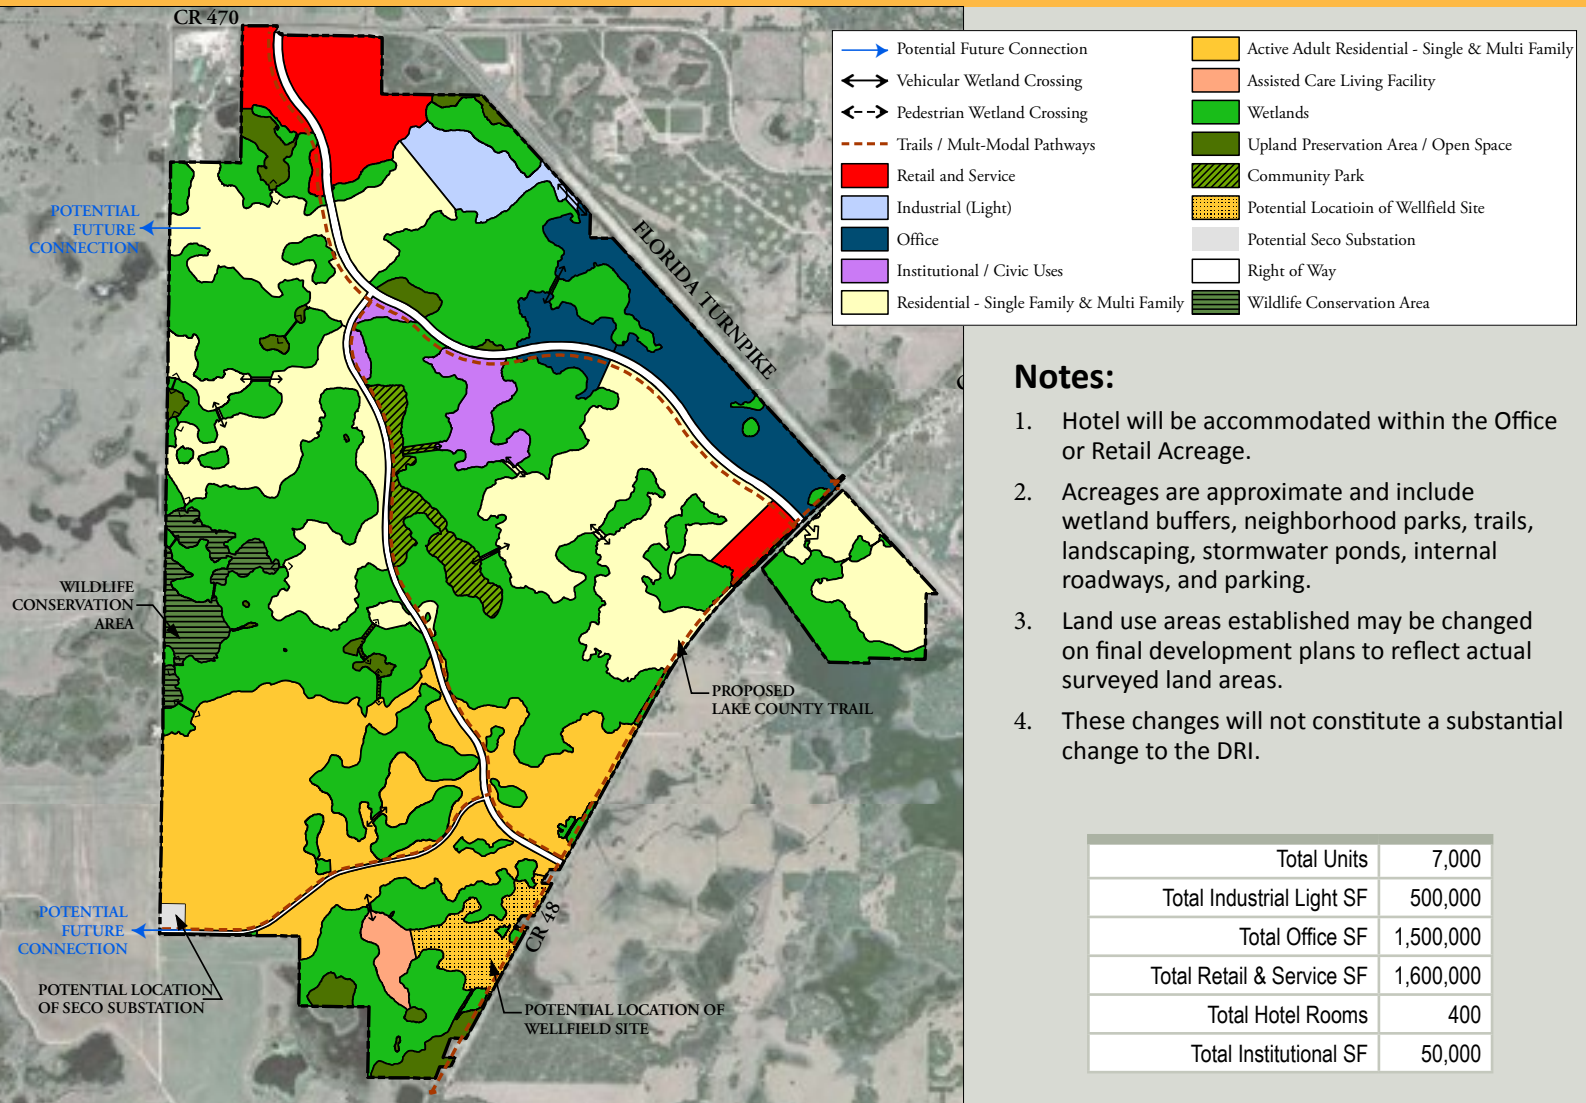 CR 470
Potential Future Connection
Vehicular Wetland Crossing
Pedestrian Wetland Crossing
Trails / Mult-Modal Pathways
Retail and Service
Industrial (Light)
Office
Institutional / Civic Uses
Residential - Single Family & Multi Family
Active Adult Residential - Single & Multi Family
Assisted Care Living Facility
Wetlands
Upland Preservation Area / Open Space
Community Park
Potential Locatioin of Wellfield Site
Potential Seco Substation
Right of Way
Wildlife Conservation Area
POTENTIAL
FUTURE
CONNECTION
FLORIDA TURNPIKE
WILDLIFE
CONSERVATION
AREA
PROPOSED
LAKE COUNTY TRAIL
POTENTIAL
FUTURE
CONNECTION
CR 48
POTENTIAL LOCATION
OF SECO SUBSTATION
POTENTIAL LOCATION OF
WELLFIELD SITE
Notes:
1. Hotel will be accommodated within the Office
or Retail Acreage.
2. Acreages are approximate and include
wetland buffers, neighborhood parks, trails,
landscaping, stormwater ponds, internal
roadways, and parking.
3. Land use areas established may be changed
on final development plans to reflect actual
surveyed land areas.
4. These changes will not constitute a substantial
change to the DRI.
Total Units 7,000
Total Industrial Light SF 500,000
Total Office SF 1,500,000
Total Retail & Service SF 1,600,000
Total Hotel Rooms 400
Total Institutional SF 50,000